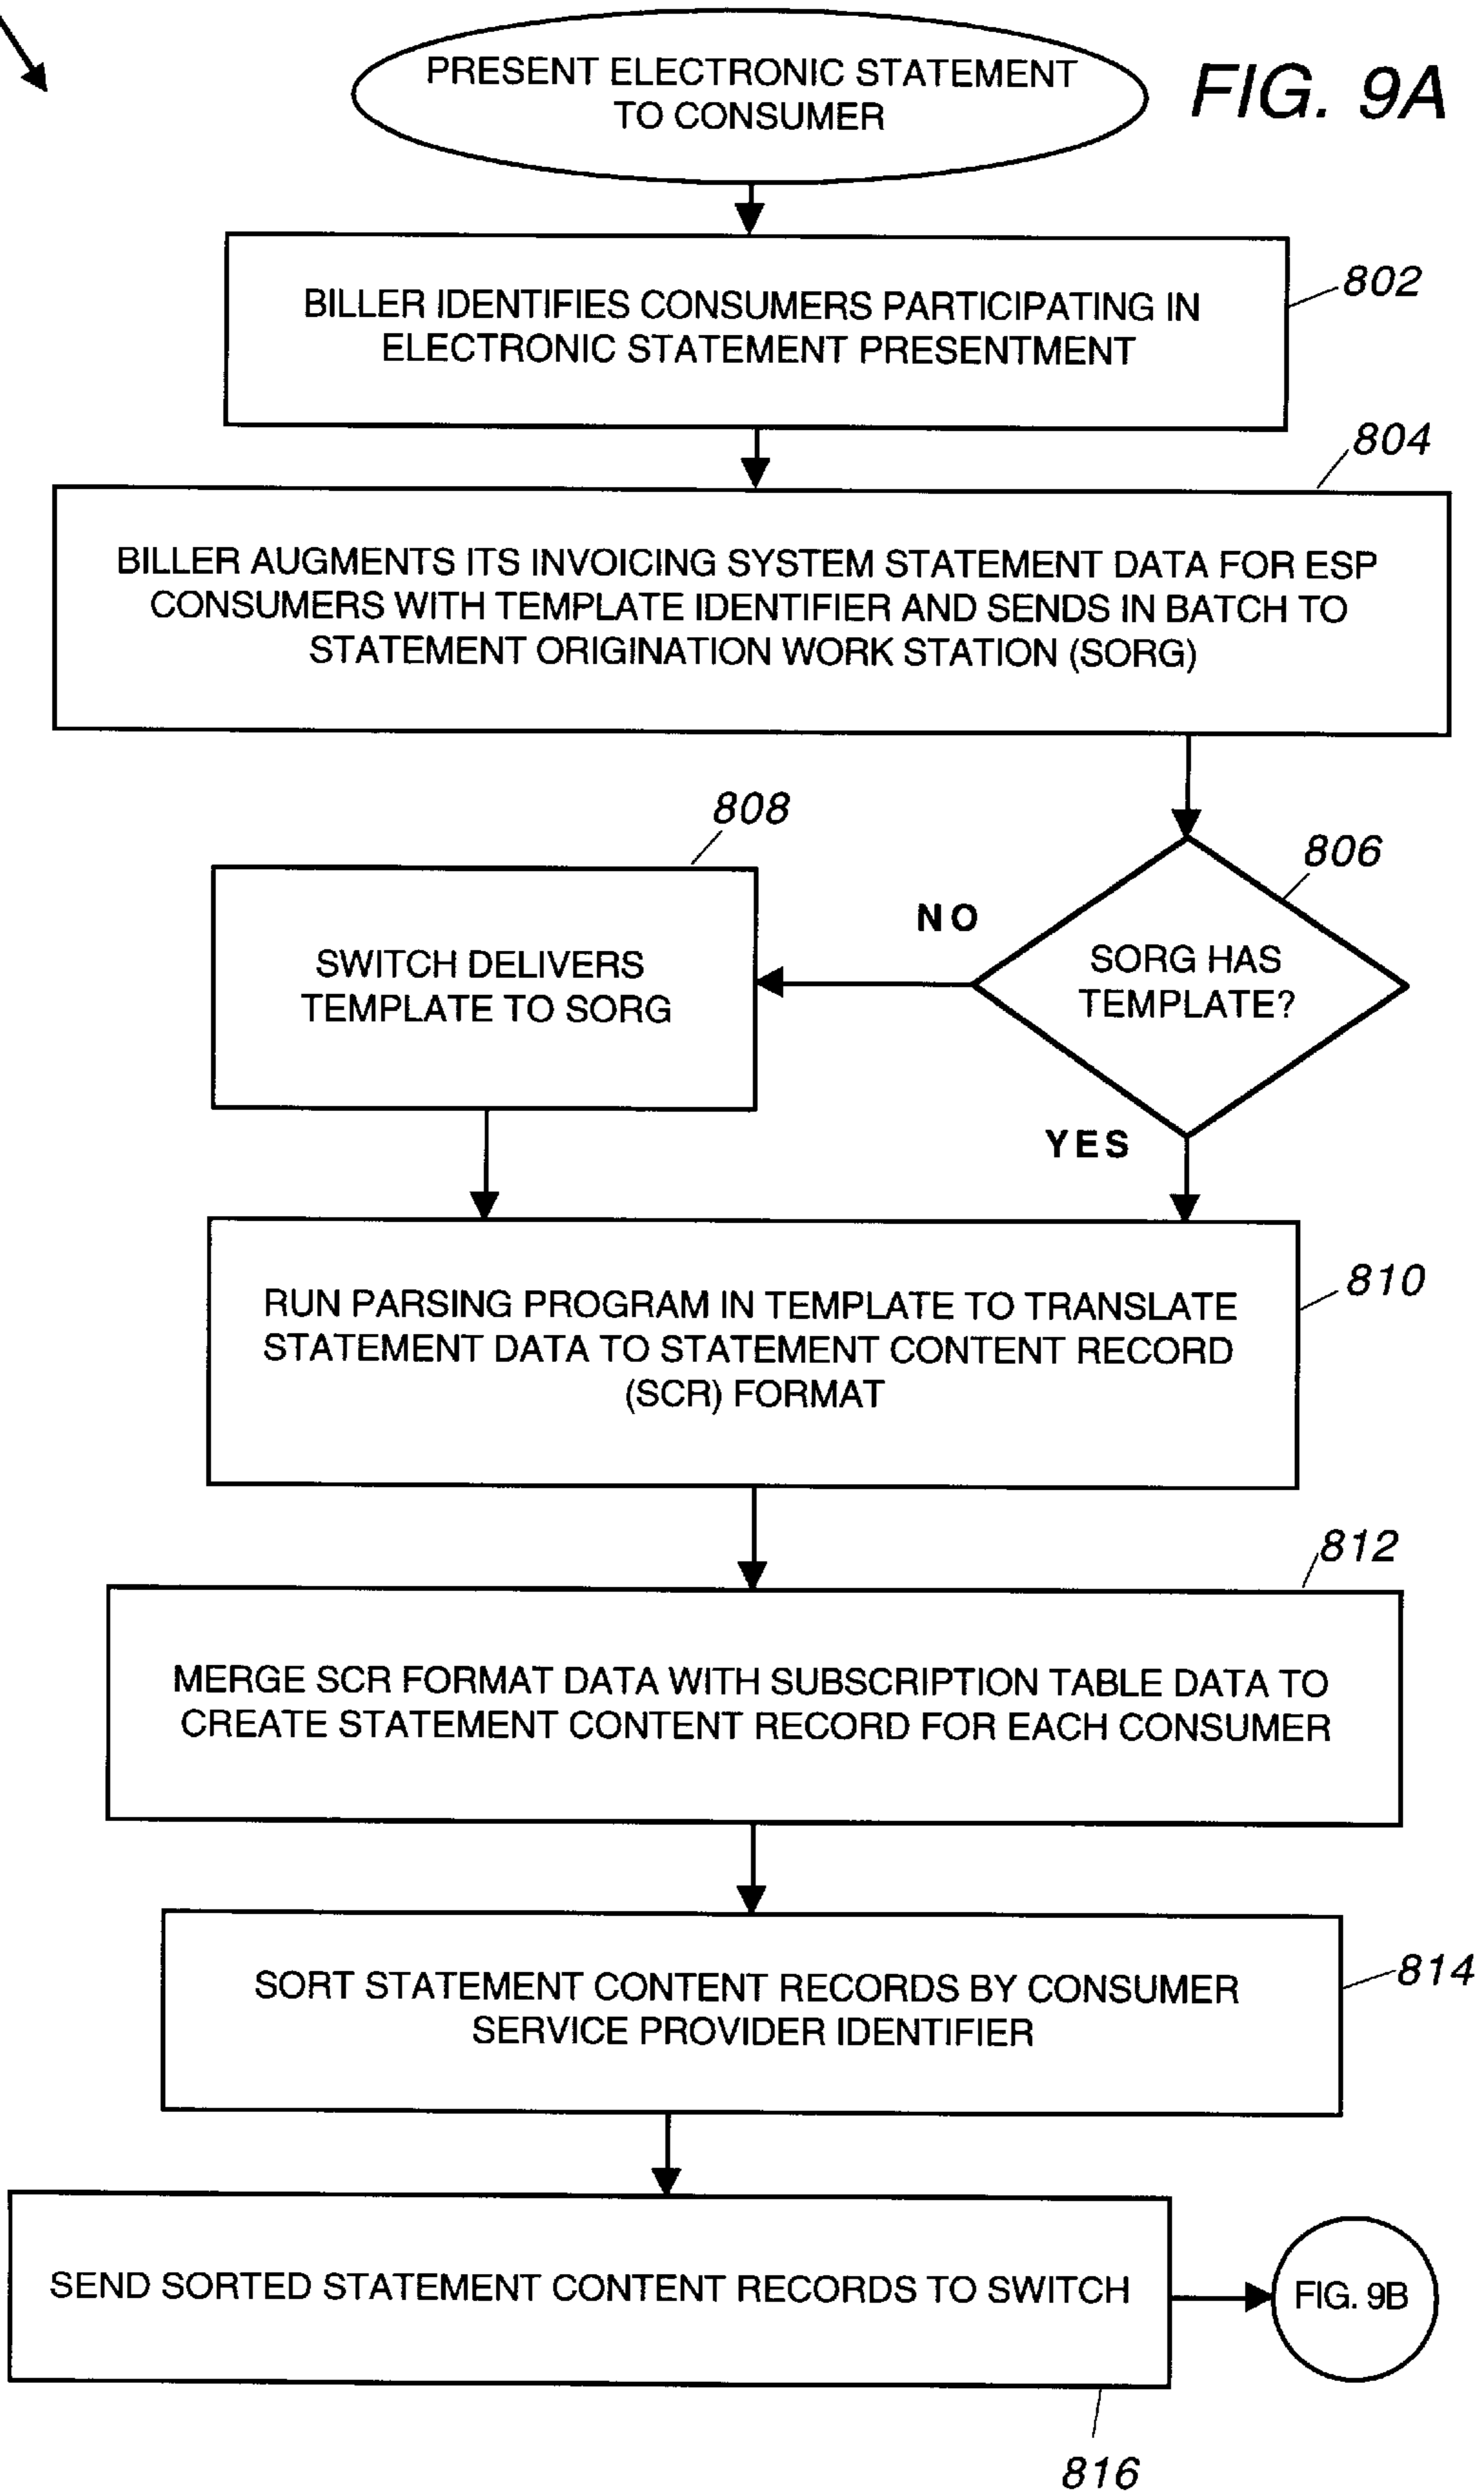 PRESENT ELECTRONIC STATEMENT
TO CONSUMER
FIG. 9A
BILLER IDENTIFIES CONSUMERS PARTICIPATING IN
ELECTRONIC STATEMENT PRESENTMENT
802
804
BILLER AUGMENTS ITS INVOICING SYSTEM STATEMENT DATA FOR ESP
CONSUMERS WITH TEMPLATE IDENTIFIER AND SENDS IN BATCH TO
STATEMENT ORIGINATION WORK STATION (SORG)
808
806
NO
SWITCH DELIVERS
TEMPLATE TO SORG
SORG HAS
TEMPLATE?
YES
810
RUN PARSING PROGRAM IN TEMPLATE TO TRANSLATE
STATEMENT DATA TO STATEMENT CONTENT RECORD
(SCR) FORMAT
812
MERGE SCR FORMAT DATA WITH SUBSCRIPTION TABLE DATA TO
CREATE STATEMENT CONTENT RECORD FOR EACH CONSUMER
814
SORT STATEMENT CONTENT RECORDS BY CONSUMER
SERVICE PROVIDER IDENTIFIER
SEND SORTED STATEMENT CONTENT RECORDS TO SWITCH
FIG. 9B
816